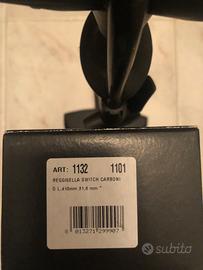 ART: 1132 1101
REGGISELLA SWITCH CARBONI
O L.410mm 31,6 mm "
8 013271 299907
subito